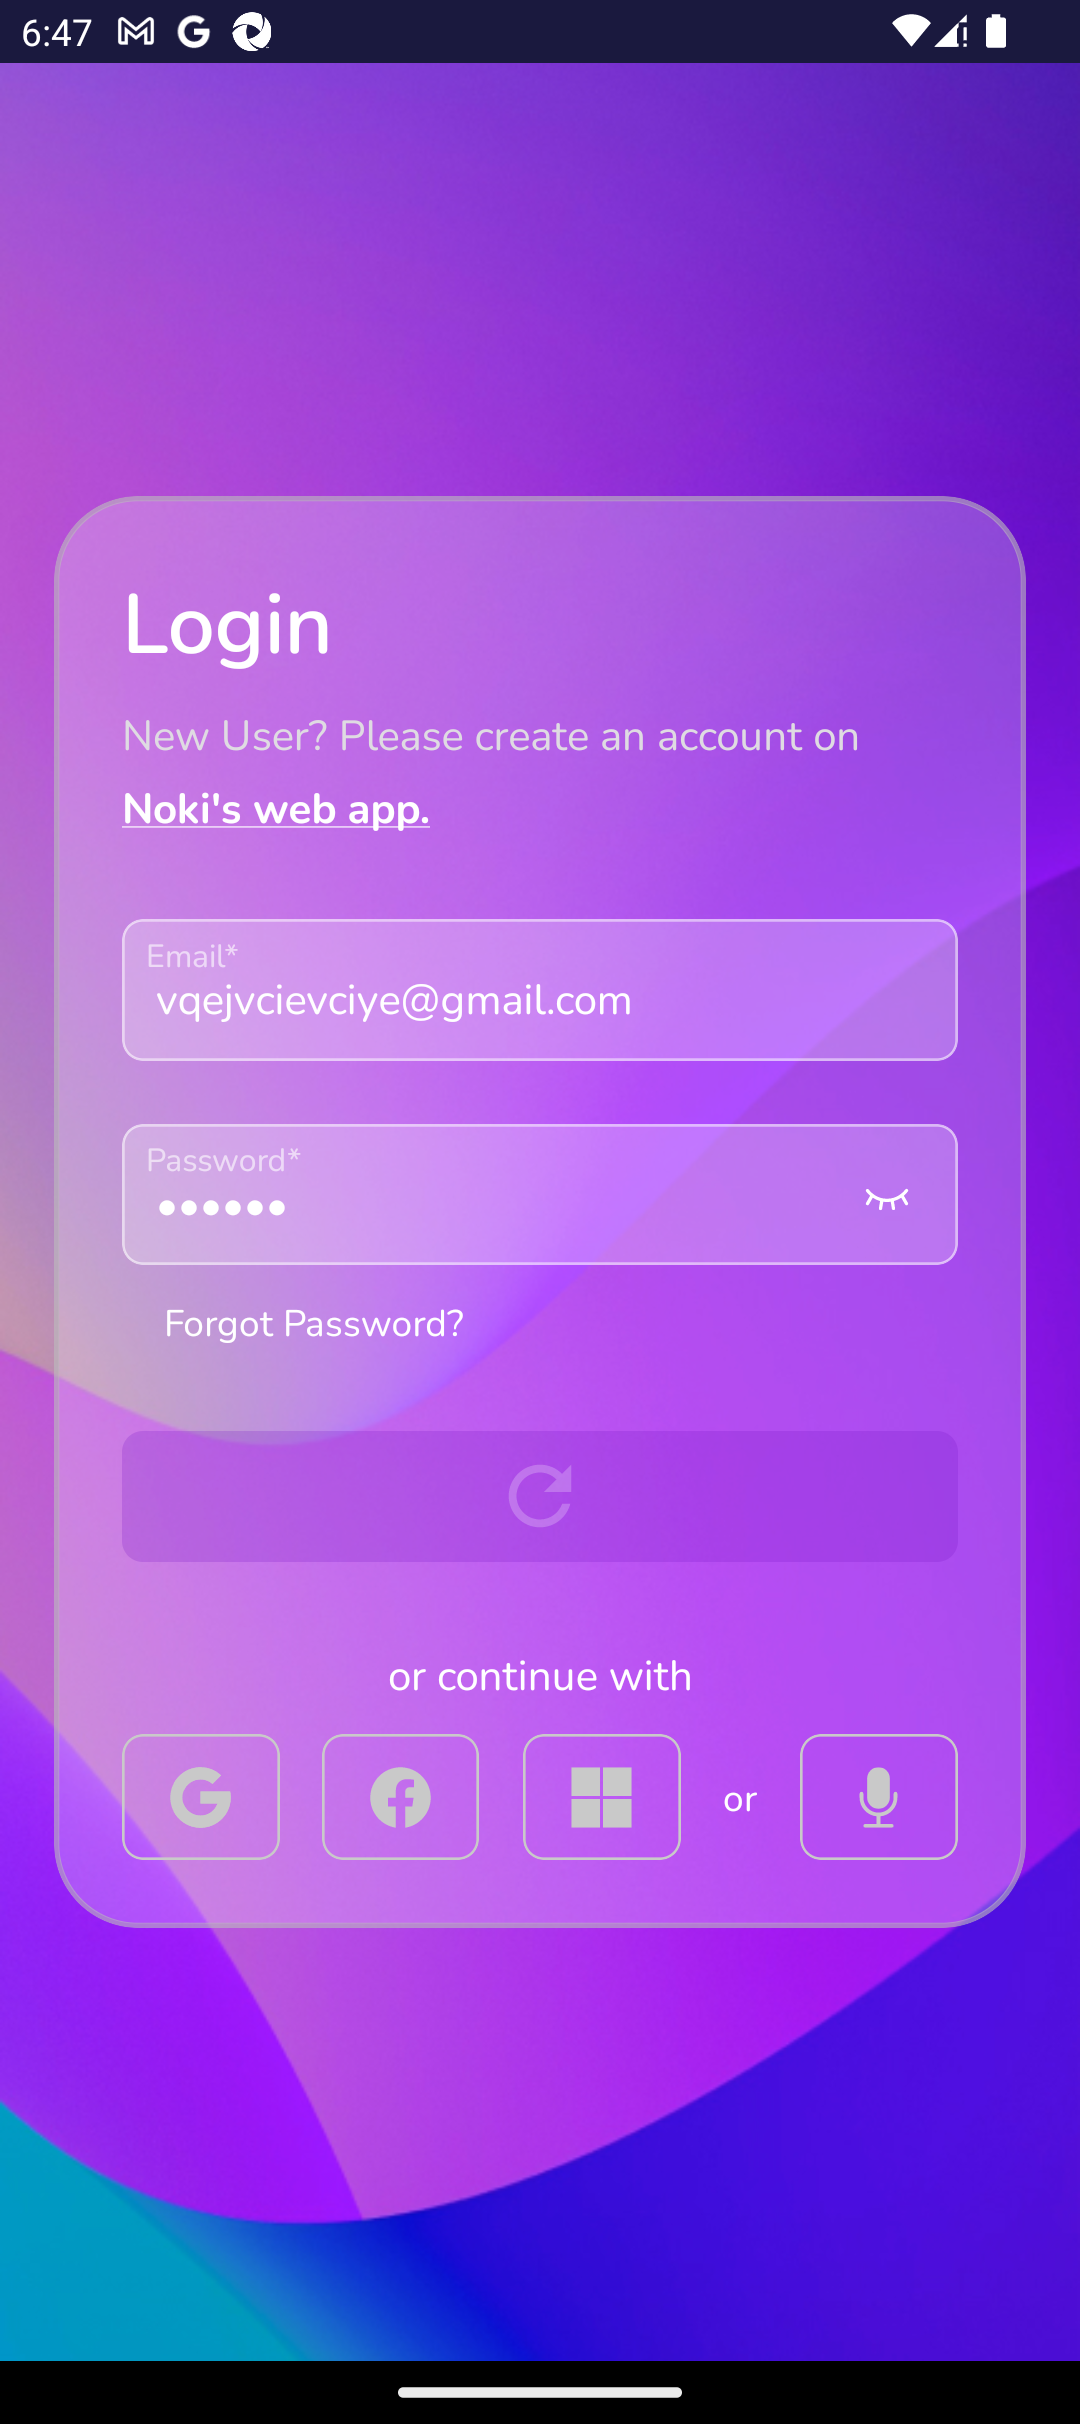 6:47
Login
New User? Please create an account on
Noki's web app.
Email*
vqejvcievciye@gmail.com
Password*
••••••
Forgot Password?
or continue with
or